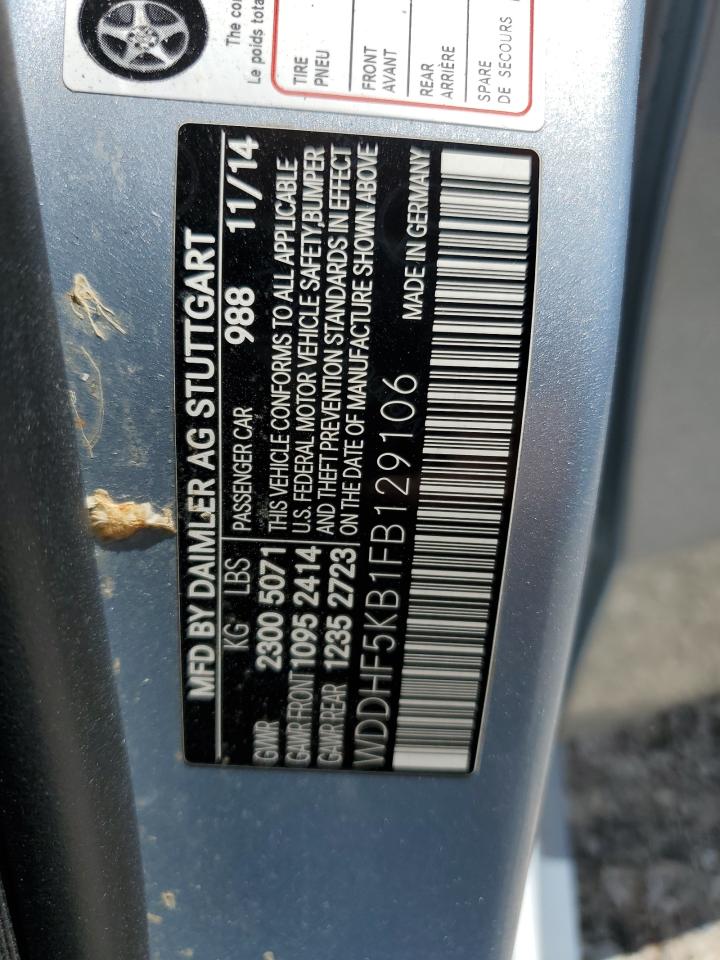 The co
Le poids tota
TIRE
PNEU
FRONT
AVANT
REAR
ARRIÈRE
SPARE
DE SECOURS
MFD BY DAIMLER AG STUTTGART
KG LBS PASSENGER CAR 988 11/14
GWR 2300 5071 THIS VEHICLE CONFORMS TO ALL APPLICABLE
GAWR FRONT 1095 2414 U.S. FEDERAL MOTOR VEHICLE SAFETY,BUMPER
GAWR REAR 1235 2723 AND THEFT PREVENTION STANDARDS IN EFFECT
ON THE DATE OF MANUFACTURE SHOWN ABOVE
WDDHF5KB1FB129106 MADE IN GERMANY